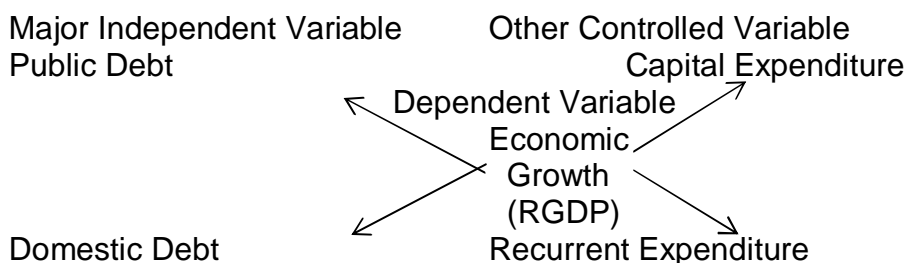 Major Independent Variable Other Controlled Variable
Public Debt Capital Expenditure
Dependent Variable
Economic
Growth
(RGDP)
Domestic Debt Recurrent Expenditure